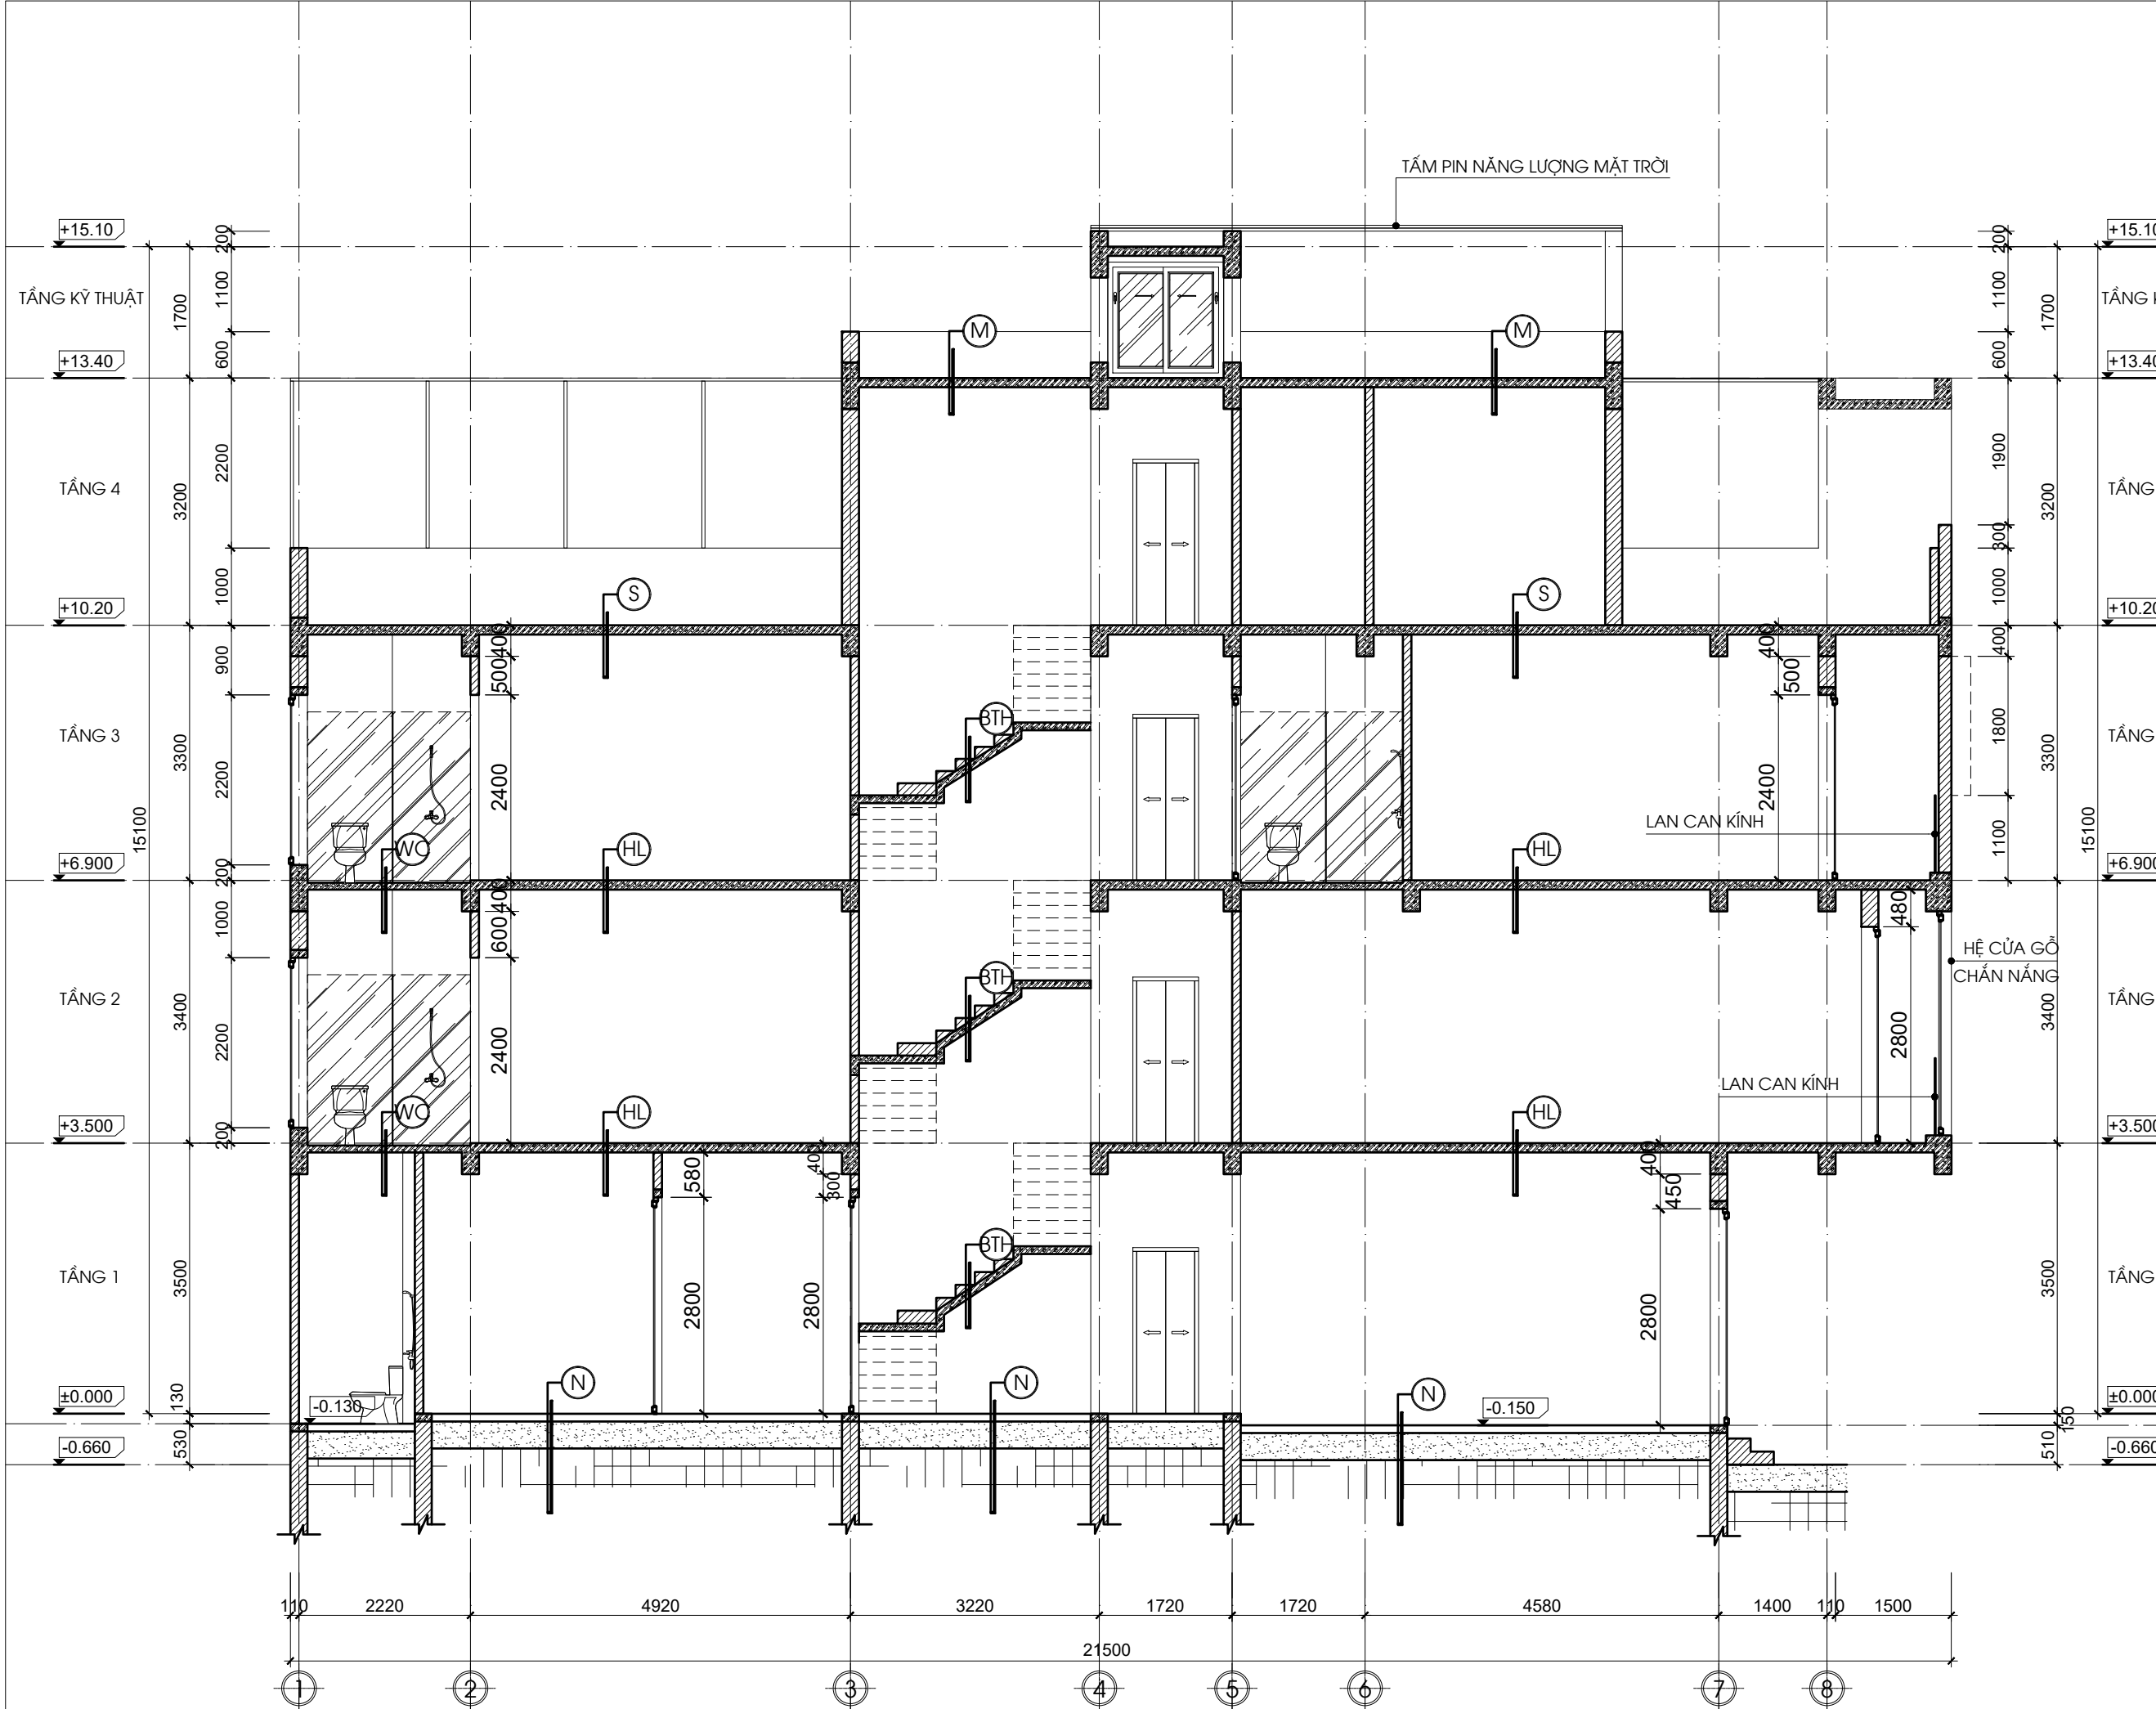 TẤM PIN NĂNG LƯỢNG MẶT TRỜI
+15.10
200
200
+15.10
TẦNG KỸ THUẬT
1700
1100
M
M
1100
1700
TẦNG
600
600
+13.40
+13.40
TẦNG 4
3200
2200
1900
3200
TẦNG
300
1000
S
S
1000
+10.20
+10.20
900
400
500
400
500
400
TẦNG 3
3300
2200
2400
BTH
2400
1800
3300
TẦNG
15100
LAN CAN KÍNH
15100
WC
HL
HL
1100
+6.900
200
+6.900
1000
400
600
480
HỆ CỬA GỖ
CHẮN NẮNG
TẦNG 2
3400
2200
2400
BTH
2800
3400
TẦNG
LAN CAN KÍNH
WC
HL
HL
+3.500
200
+3.500
580
400
300
400
450
TẦNG 1
3500
2800
2800
BTH
2800
3500
TẦNG
±0.000
130
-0.130
N
N
N
-0.150
±0.000
150
-0.660
530
510
-0.660
110
2220
4920
3220
1720
1720
4580
1400
110
1500
21500
1
2
3
4
5
6
7
8